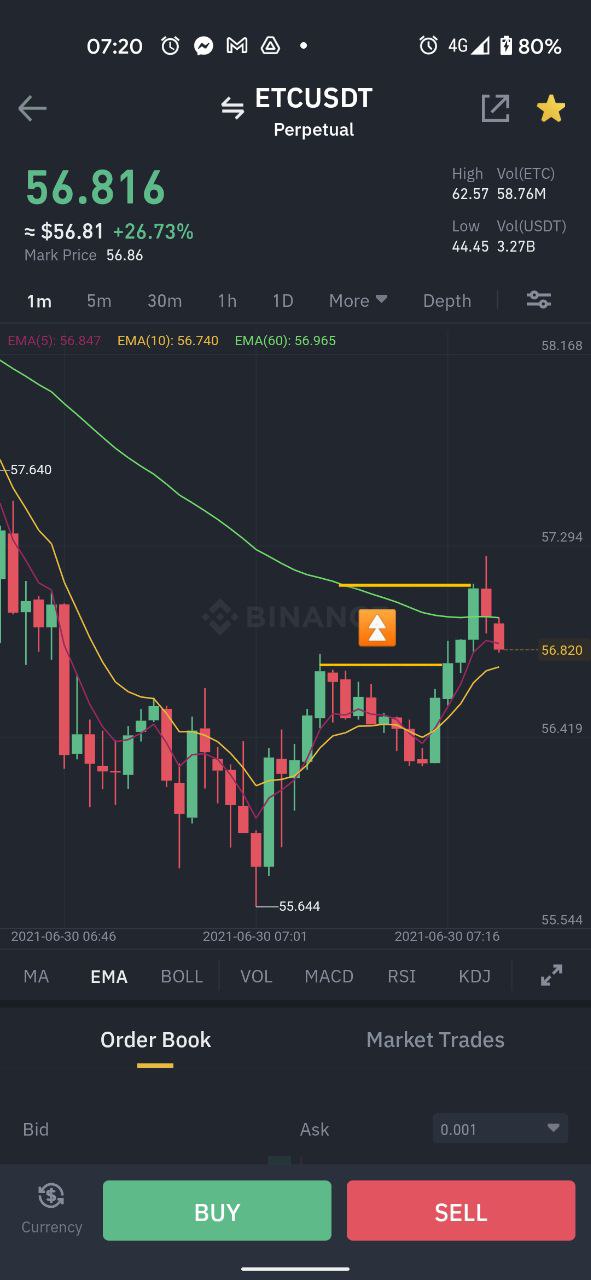 07:20 4G 80%
ETCUSDT
Perpetual
56.816
≈ $56.81 +26.73%
Mark Price 56.86
High Vol(ETC)
62.57 58.76M
Low Vol(USDT)
44.45 3.27B
1m 5m 30m 1h 1D More Depth
EMA(5): 56.847 EMA(10): 56.740 EMA(60): 56.965
58.168
57.640
57.294
BINANCE
56.820
56.419
55.644
55.544
2021-06-30 06:46 2021-06-30 07:01 2021-06-30 07:16
MA EMA BOLL VOL MACD RSI KDJ
Order Book Market Trades
Bid Ask 0.001
Currency BUY SELL